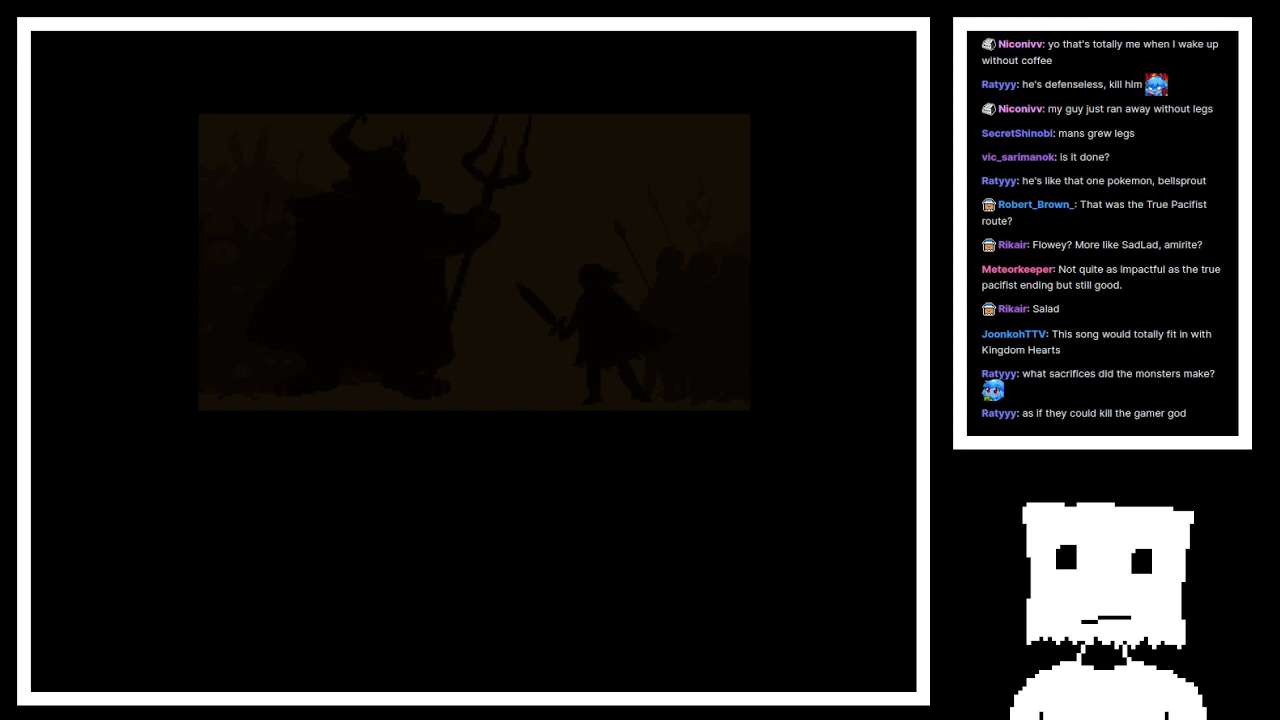 Niconivv: yo that's totally me when I wake up
without coffee
Ratyyy: he's defenseless, kill him
Niconivv: my guy just ran away without legs
SecretShinobi: mans grew legs
vic_sarimanok: is it done?
Ratyyy: he's like that one pokemon, bellsprout
Robert_Brown_: That was the True Pacifist
route?
Rikair: Flowey? More like SadLad, amirite?
Meteorkeeper: Not quite as impactful as the true
pacifist ending but still good.
Rikair: Salad
JoonkohTTV: This song would totally fit in with
Kingdom Hearts
Ratyyy: what sacrifices did the monsters make?
Ratyyy: as if they could kill the gamer god